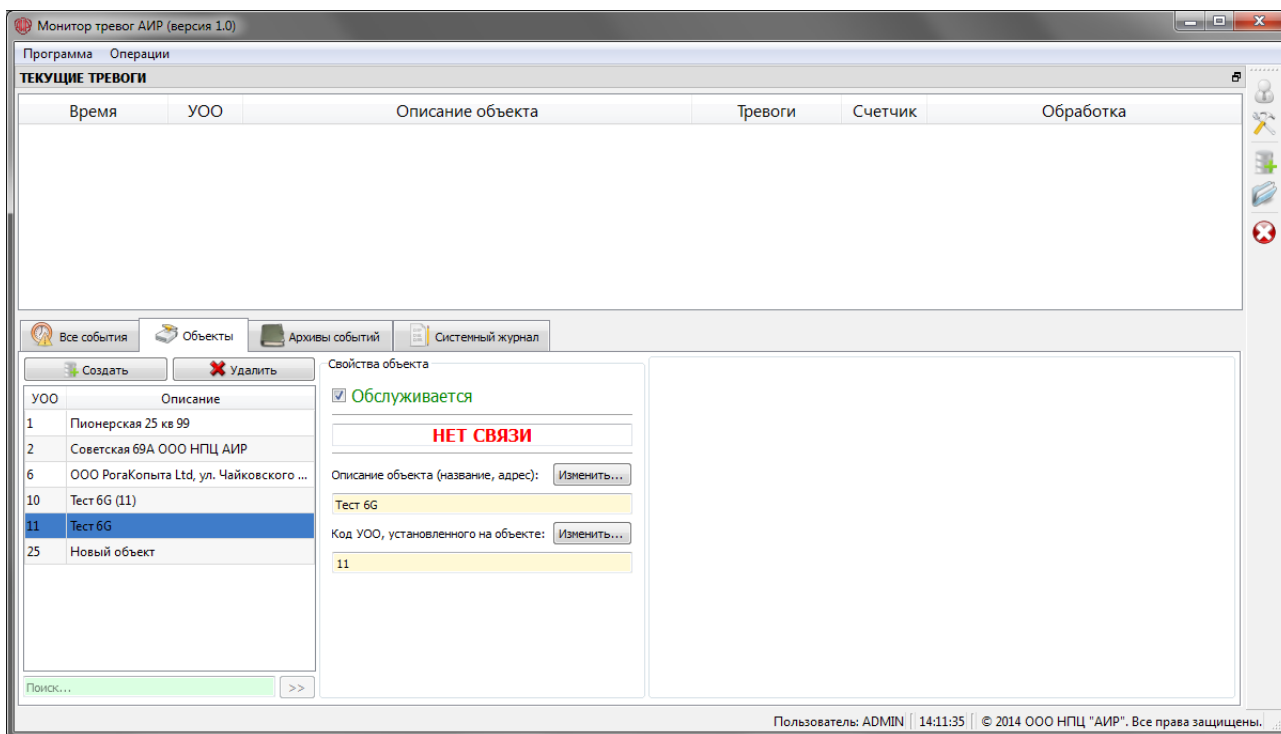 Монитор тревог АИР (версия 1.0)
Программа Операции
ТЕКУЩИЕ ТРЕВОГИ
Время УОО Описание объекта Тревоги Счетчик Обработка
Все события Объекты Архивы событий Системный журнал
Создать Удалить
УОО Описание
1 Пионерская 25 кв 99
2 Советская 69А ООО НПЦ АИР
6 ООО РогаКопыта Ltd, ул. Чайковского ...
10 Тест 6G (11)
11 Тест 6G
25 Новый объект
Поиск... >>
Свойства объекта
Обслуживается
НЕТ СВЯЗИ
Описание объекта (название, адрес): Изменить...
Тест 6G
Код УОО, установленного на объекте: Изменить...
11
Пользователь: ADMIN 14:11:35 © 2014 ООО НПЦ "АИР". Все права защищены.